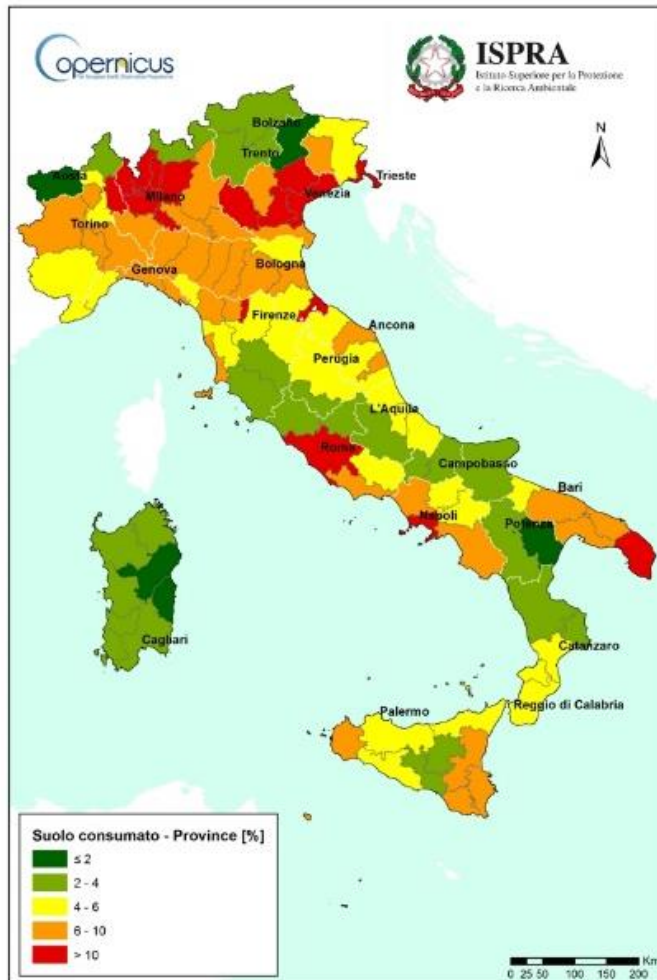 opernicus
ISPRA
Istituto Superiore per la Protezione
e la Ricerca Ambientale
N
Bolzano
Trento
Aosta
Trieste
Milano
Venezia
Torino
Genova
Bologna
Firenze
Ancona
Perugia
L'Aquila
Roma
Campobasso
Bari
Napoli
Potenza
Cagliari
Catanzaro
Palermo
Reggio di Calabria
Suolo consumato - Province [%]
≤ 2
2 - 4
4 - 6
6 - 10
> 10
Km
0 25 50 100 150 200